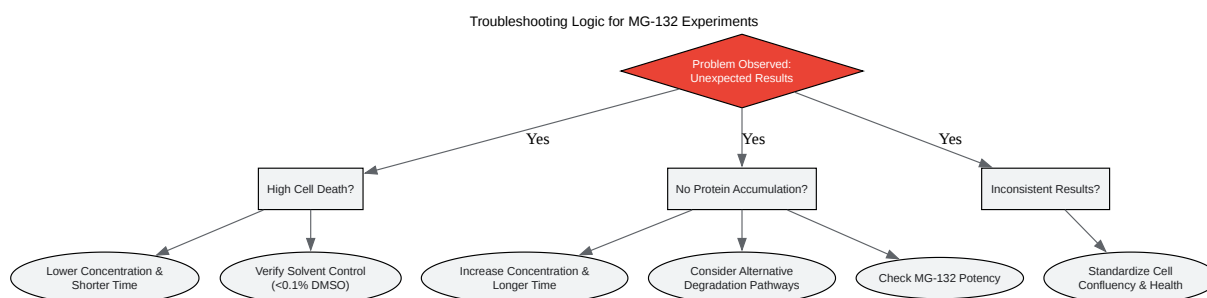 Troubleshooting Logic for MG-132 Experiments
Problem Observed:
Unexpected Results
Yes
Yes
Yes
High Cell Death?
No Protein Accumulation?
Inconsistent Results?
Lower Concentration &
Shorter Time
Verify Solvent Control
(<0.1% DMSO)
Increase Concentration &
Longer Time
Consider Alternative
Degradation Pathways
Check MG-132 Potency
Standardize Cell
Confluency & Health